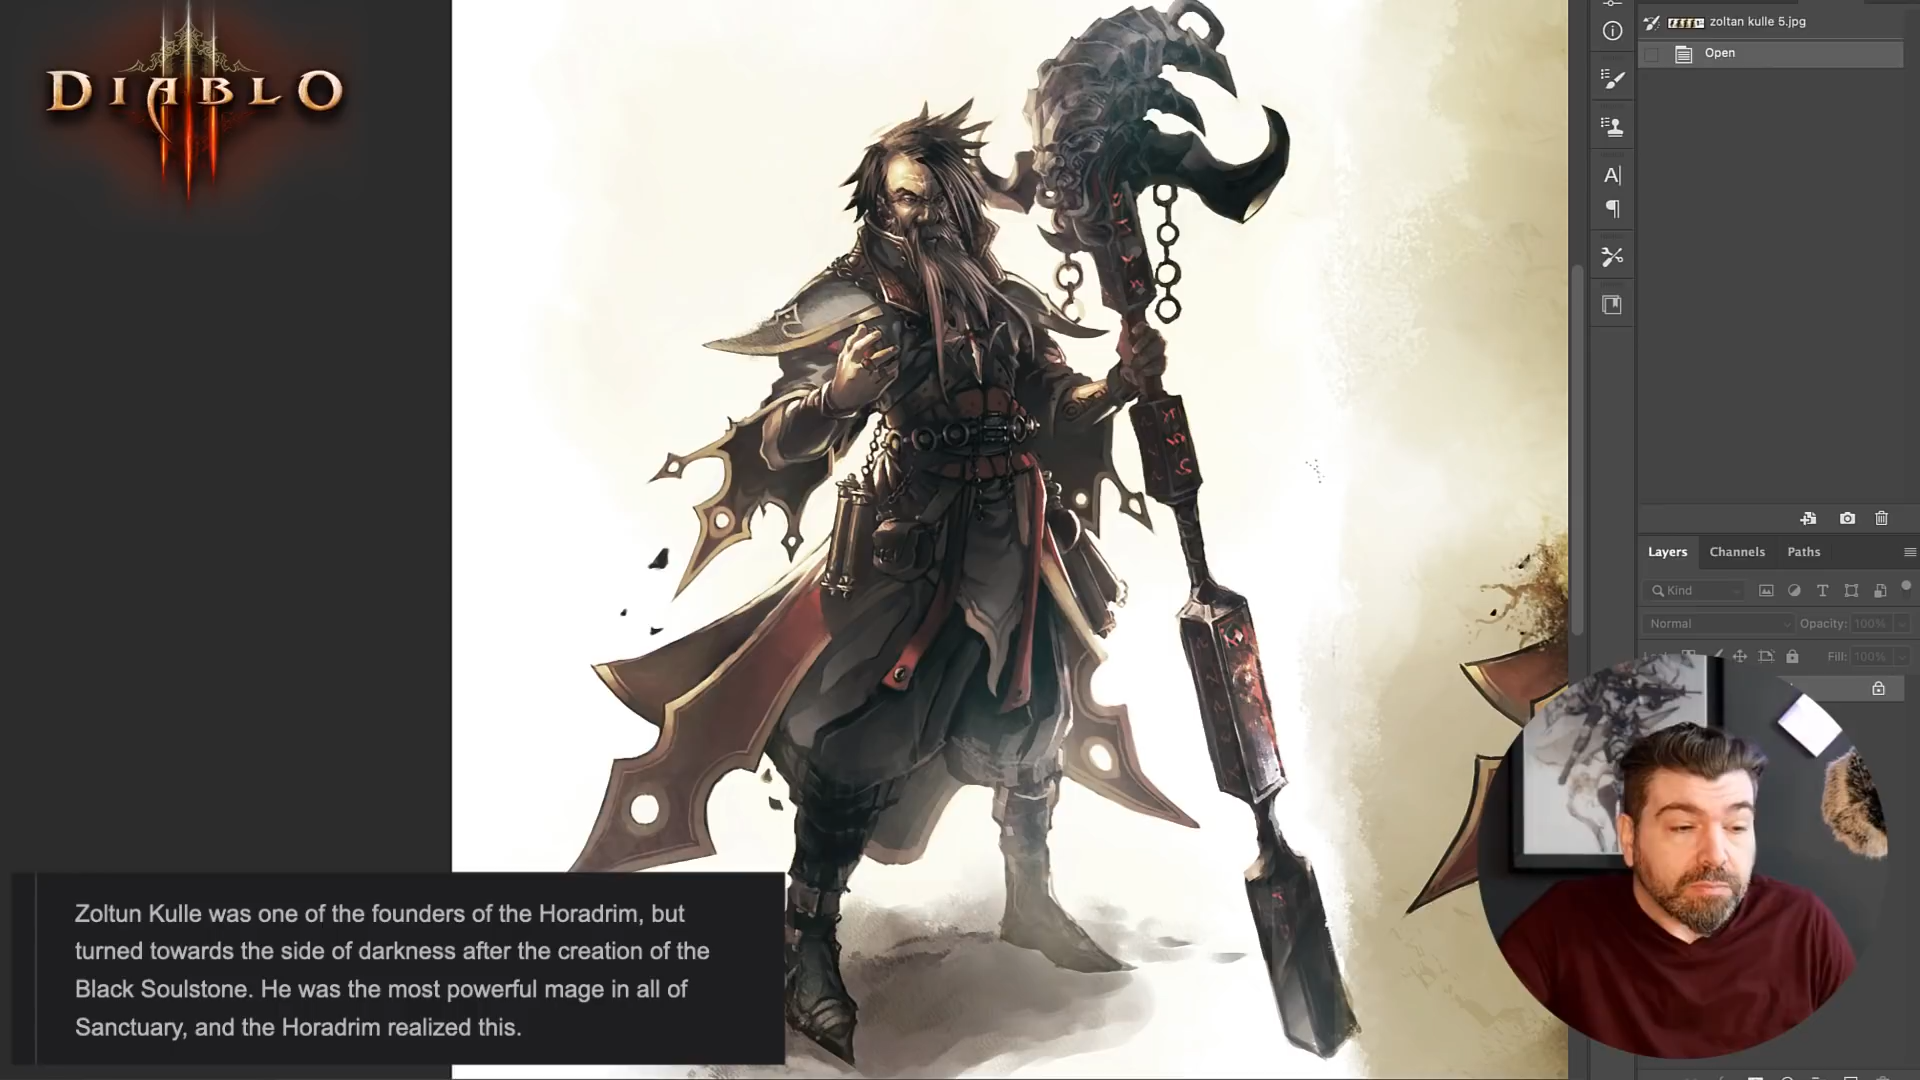 DIABLO
zoltan kulle 5.jpg
Open
Layers Channels Paths
Kind
Normal Opacity: 100%
Fill: 100%
Zoltun Kulle was one of the founders of the Horadrim, but
turned towards the side of darkness after the creation of the
Black Soulstone. He was the most powerful mage in all of
Sanctuary, and the Horadrim realized this.